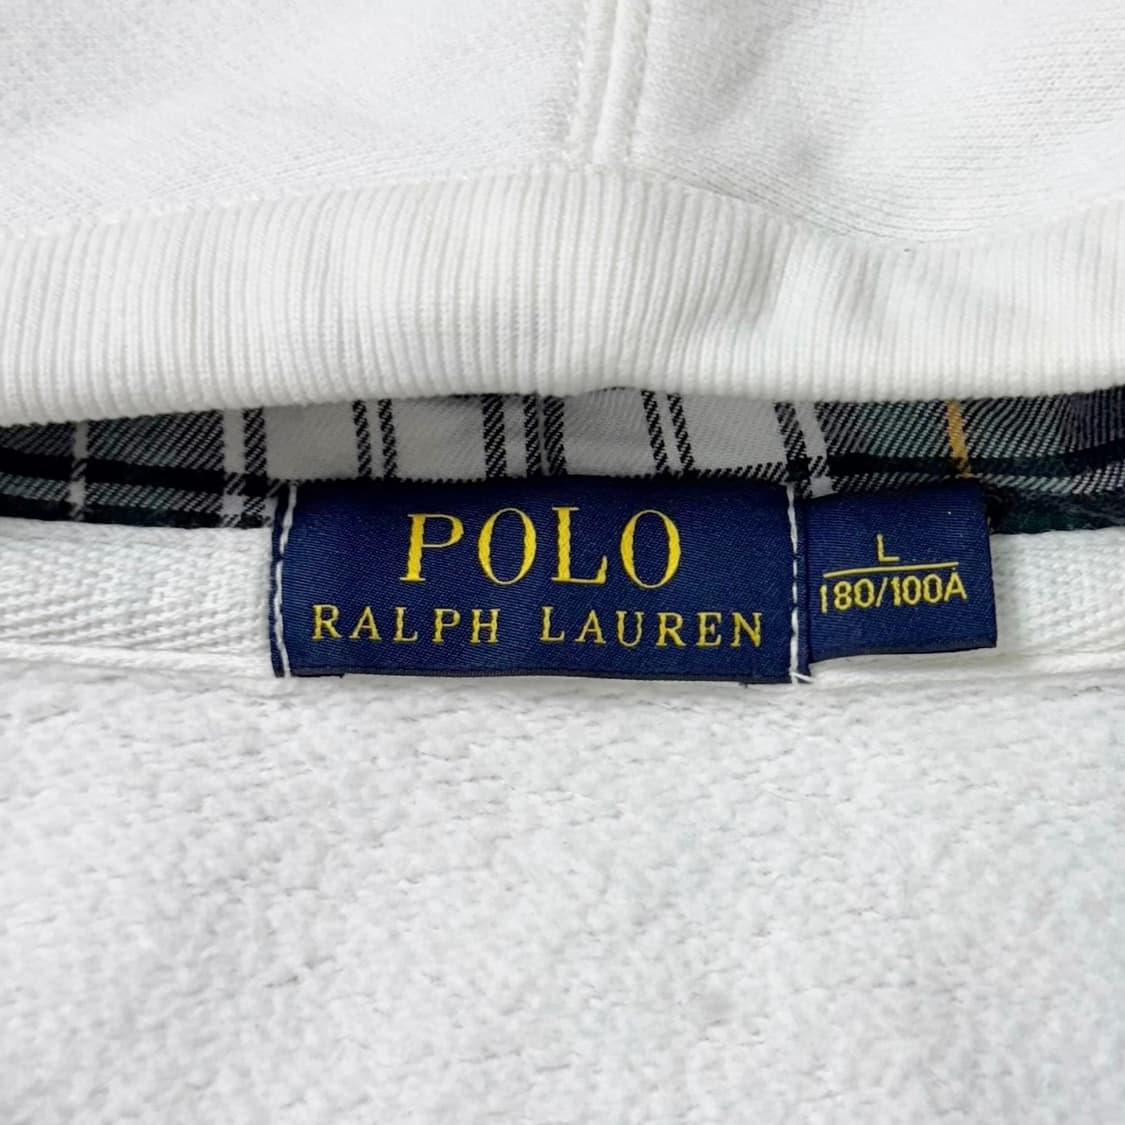 POLO
RALPH LAUREN
L
180/100A